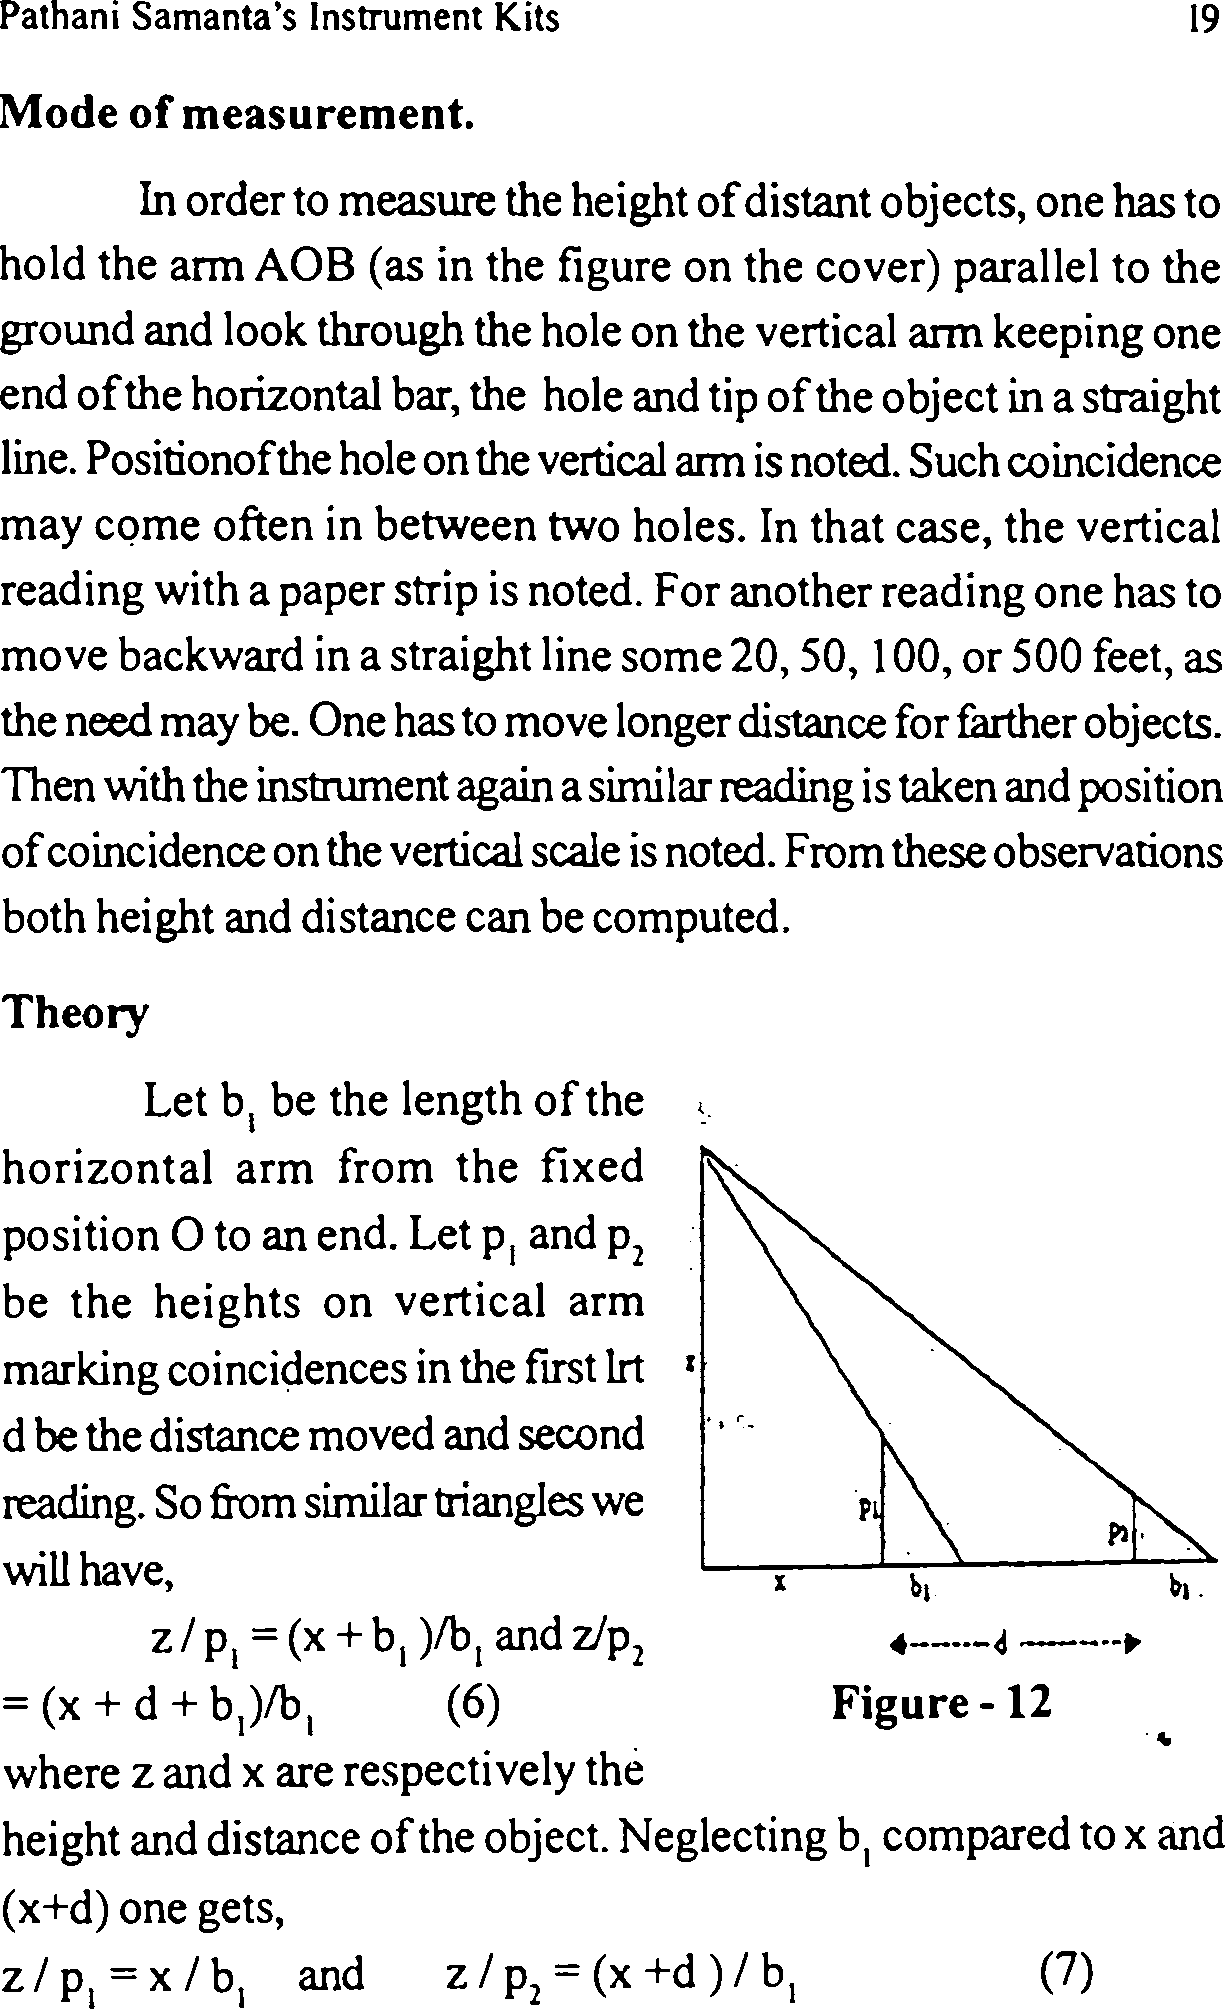 Pathani Samanta's Instrument Kits 19
Mode of measurement.
In order to measure the height of distant objects, one has to
hold the arm AOB (as in the figure on the cover) parallel to the
ground and look through the hole on the vertical arm keeping one
end of the horizontal bar, the hole and tip of the object in a straight
line. Positionof the hole on the vertical arm is noted. Such coincidence
may come often in between two holes. In that case, the vertical
reading with a paper strip is noted. For another reading one has to
move backward in a straight line some 20, 50, 100, or 500 feet, as
the need may be. One has to move longer distance for farther objects.
Then with the instrument again a similar reading is taken and position
of coincidence on the vertical scale is noted. From these observations
both height and distance can be computed.
Theory
Let b₁ be the length of the
horizontal arm from the fixed
position O to an end. Let p₁ and p₂
be the heights on vertical arm
marking coincidences in the first lrt
d be the distance moved and second
reading. So from similar triangles we
will have,
z / p₁ = (x + b₁ )/b₁ and z/p₂
= (x + d + b₁)/b₁ (6)
where z and x are respectively the
height and distance of the object. Neglecting b₁ compared to x and
(x+d) one gets,
z / p₁ = x / b₁ and z / p₂ = (x +d ) / b₁ (7)
z
p₁
p₂
x b₁ b₁
d
Figure - 12